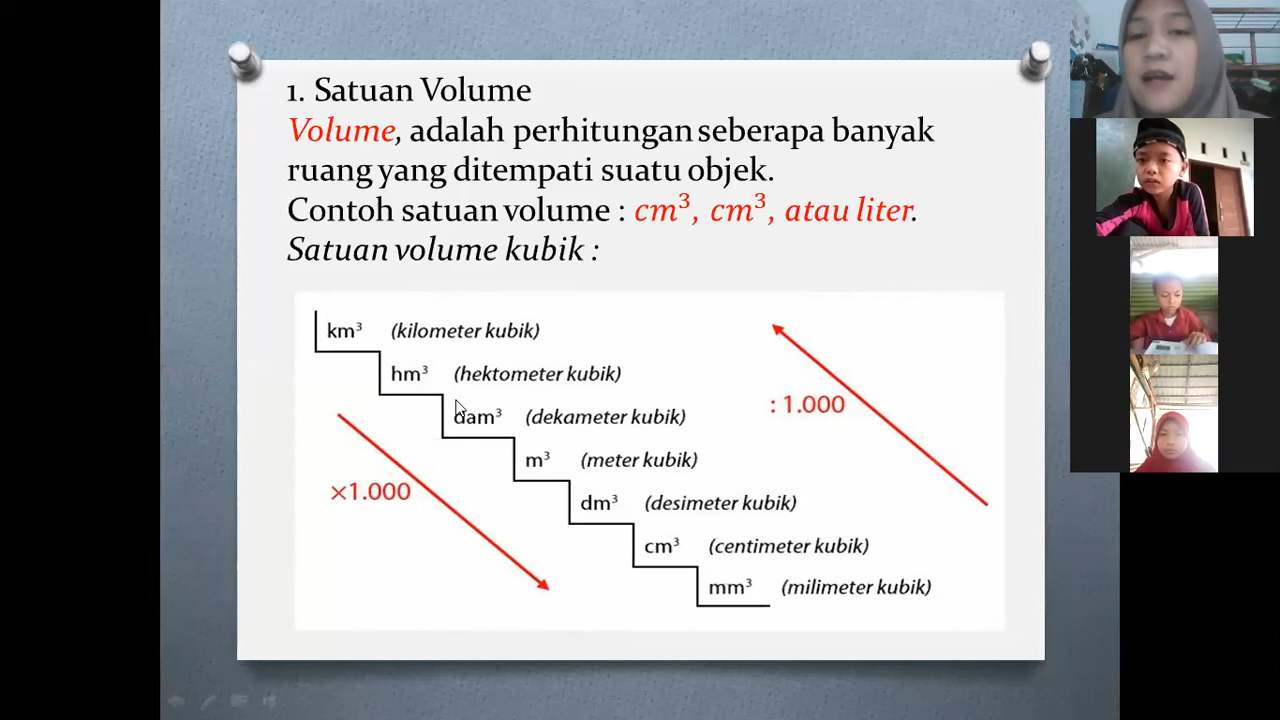 1. Satuan Volume
Volume, adalah perhitungan seberapa banyak
ruang yang ditempati suatu objek.
Contoh satuan volume : cm³, cm³, atau liter.
Satuan volume kubik :
km³ (kilometer kubik)
hm³ (hektometer kubik)
dam³ (dekameter kubik)
m³ (meter kubik)
dm³ (desimeter kubik)
cm³ (centimeter kubik)
mm³ (milimeter kubik)
×1.000
: 1.000